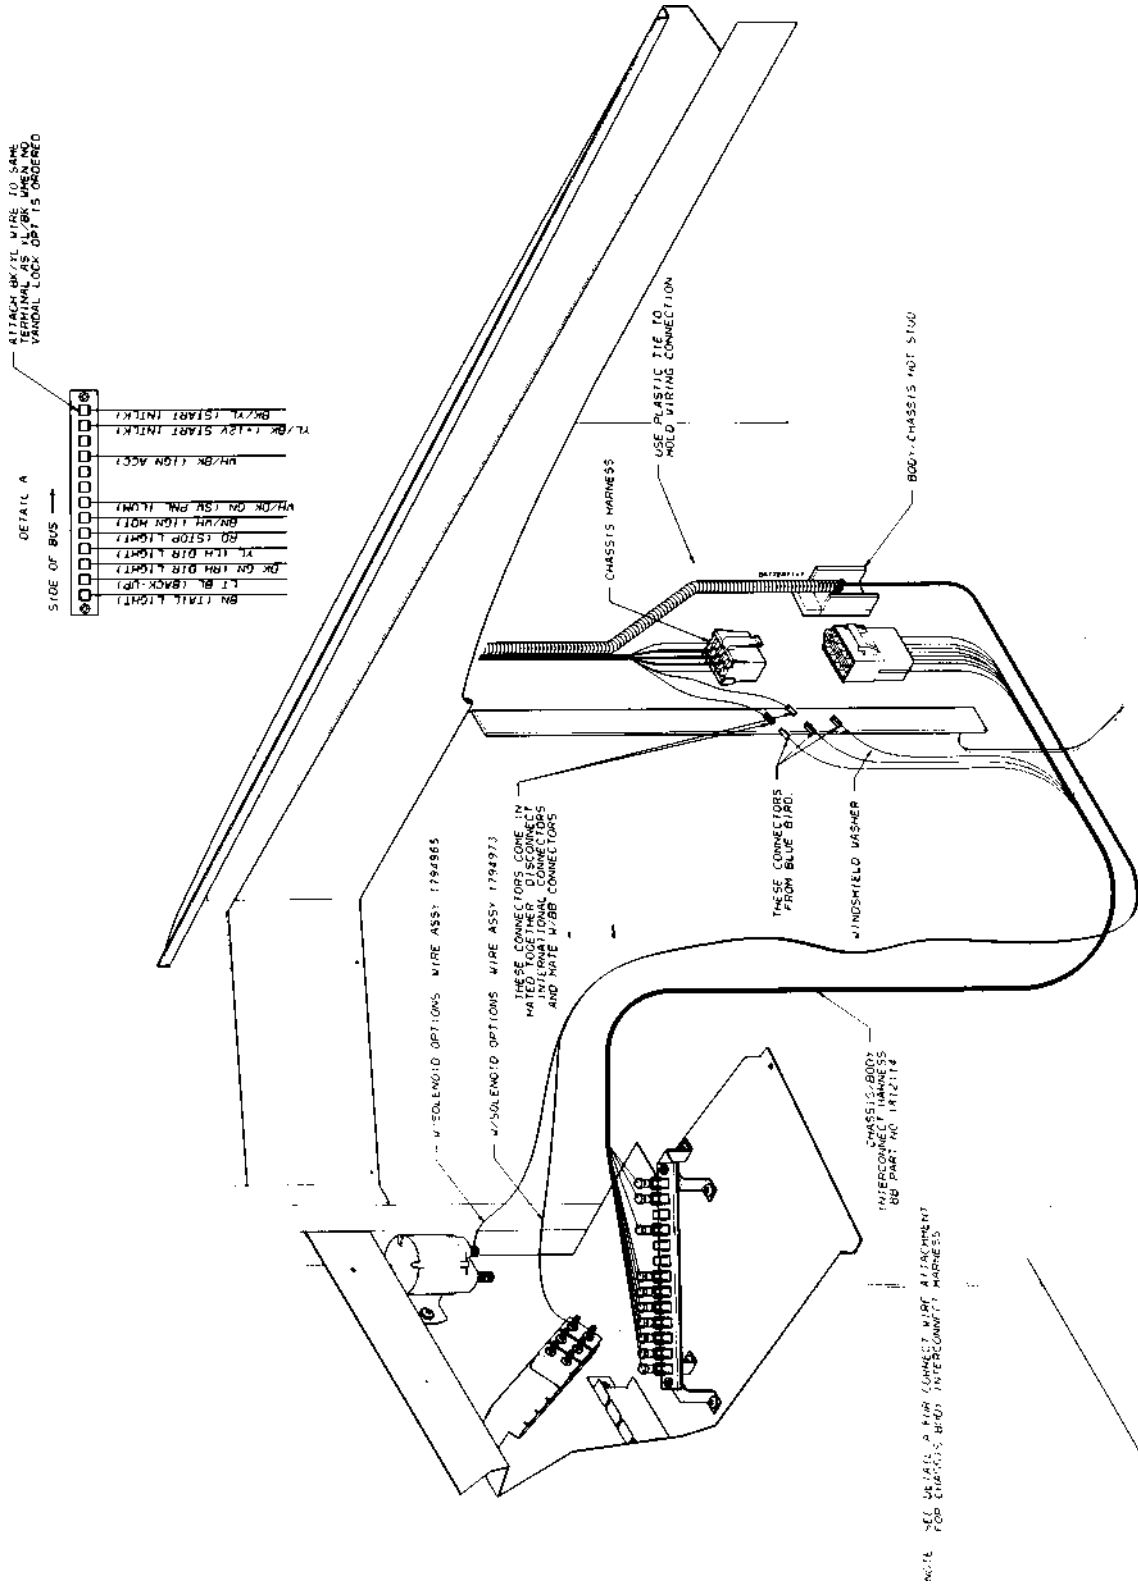 ATTACH BK/YL WIRE TO SAME
TERMINAL AS YL/BK WHEN NO
VANDAL LOCK OPT IS ORDERED
DETAIL A
SIDE OF BUS
BK/YL (START INTLK)
YL/BK (+12V START INTLK)
WH/BK (IGN ACC)
WH/DK GN (SW PNL ILUM)
BN/WH (IGN HOT)
RD (STOP LIGHT)
YL (LH DIR LIGHT)
DK GN (RH DIR LIGHT)
LT BL (BACK-UP)
BN (TAIL LIGHT)
USE PLASTIC TIE TO
HOLD WIRING CONNECTION
CHASSIS HARNESS
BODY-CHASSIS HOT STUD
W/SOLENOID OPTIONS WIRE ASSY 1794965
W/SOLENOID OPTIONS WIRE ASSY 1794973
THESE CONNECTORS COME IN
MATED TOGETHER DISCONNECT
INTERNATIONAL CONNECTORS
AND MATE W/BB CONNECTORS
THESE CONNECTORS
FROM BLUE BIRD.
WINDSHIELD WASHER
CHASSIS/BODY
INTERCONNECT HARNESS
BB PART NO
NOTE SEE DETAIL A FOR CORRECT WIRE ATTACHMENT
FOR CHASSIS BODY INTERCONNECT HARNESS